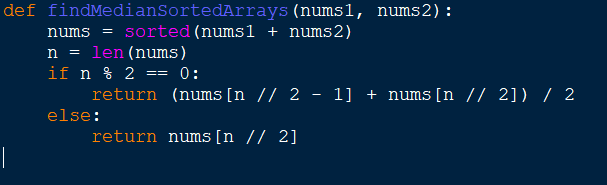 def findMedianSortedArrays(nums1, nums2):
    nums = sorted(nums1 + nums2)
    n = len(nums)
    if n % 2 == 0:
        return (nums[n // 2 - 1] + nums[n // 2]) / 2
    else:
        return nums[n // 2]